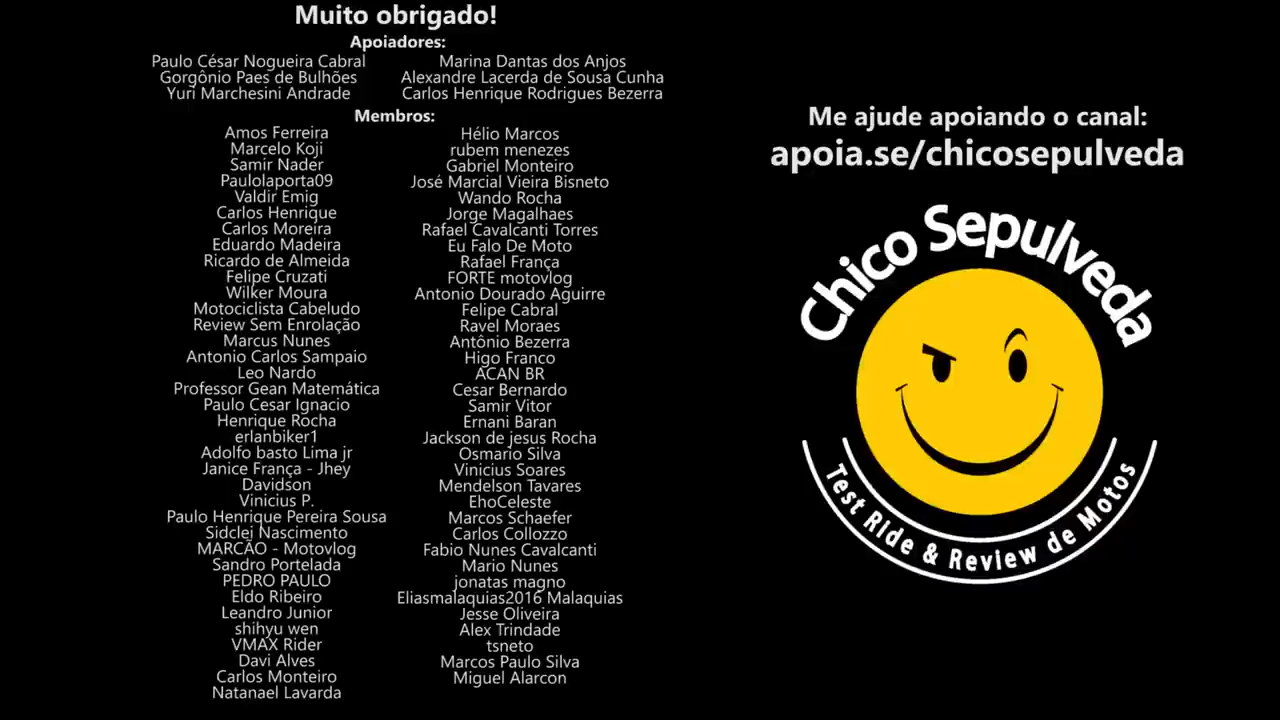 Muito obrigado!
Apoiadores:
Paulo César Nogueira Cabral
Gorgônio Paes de Bulhões
Yuri Marchesini Andrade
Marina Dantas dos Anjos
Alexandre Lacerda de Sousa Cunha
Carlos Henrique Rodrigues Bezerra
Membros:
Amos Ferreira
Marcelo Koji
Samir Nader
Paulolaporta09
Valdir Emig
Carlos Henrique
Carlos Moreira
Eduardo Madeira
Ricardo de Almeida
Felipe Cruzati
Wilker Moura
Motociclista Cabeludo
Review Sem Enrolação
Marcus Nunes
Antonio Carlos Sampaio
Leo Nardo
Professor Gean Matemática
Paulo Cesar Ignacio
Henrique Rocha
erlanbiker1
Adolfo basto Lima jr
Janice França - Jhey
Davidson
Vinicius P.
Paulo Henrique Pereira Sousa
Sidclei Nascimento
MARCÃO - Motovlog
Sandro Portelada
PEDRO PAULO
Eldo Ribeiro
Leandro Junior
shihyu wen
VMAX Rider
Davi Alves
Carlos Monteiro
Natanael Lavarda
Hélio Marcos
rubem menezes
Gabriel Monteiro
José Marcial Vieira Bisneto
Wando Rocha
Jorge Magalhaes
Rafael Cavalcanti Torres
Eu Falo De Moto
Rafael França
FORTE motovlog
Antonio Dourado Aguirre
Felipe Cabral
Ravel Moraes
Antônio Bezerra
Higo Franco
ACAN BR
Cesar Bernardo
Samir Vitor
Ernani Baran
Jackson de jesus Rocha
Osmario Silva
Vinicius Soares
Mendelson Tavares
EhoCeleste
Marcos Schaefer
Carlos Collozzo
Fabio Nunes Cavalcanti
Mario Nunes
jonatas magno
Eliasmalaquias2016 Malaquias
Jesse Oliveira
Alex Trindade
tsneto
Marcos Paulo Silva
Miguel Alarcon
Me ajude apoiando o canal:
apoia.se/chicosepulveda
Chico Sepulveda
Test Ride & Review de Motos